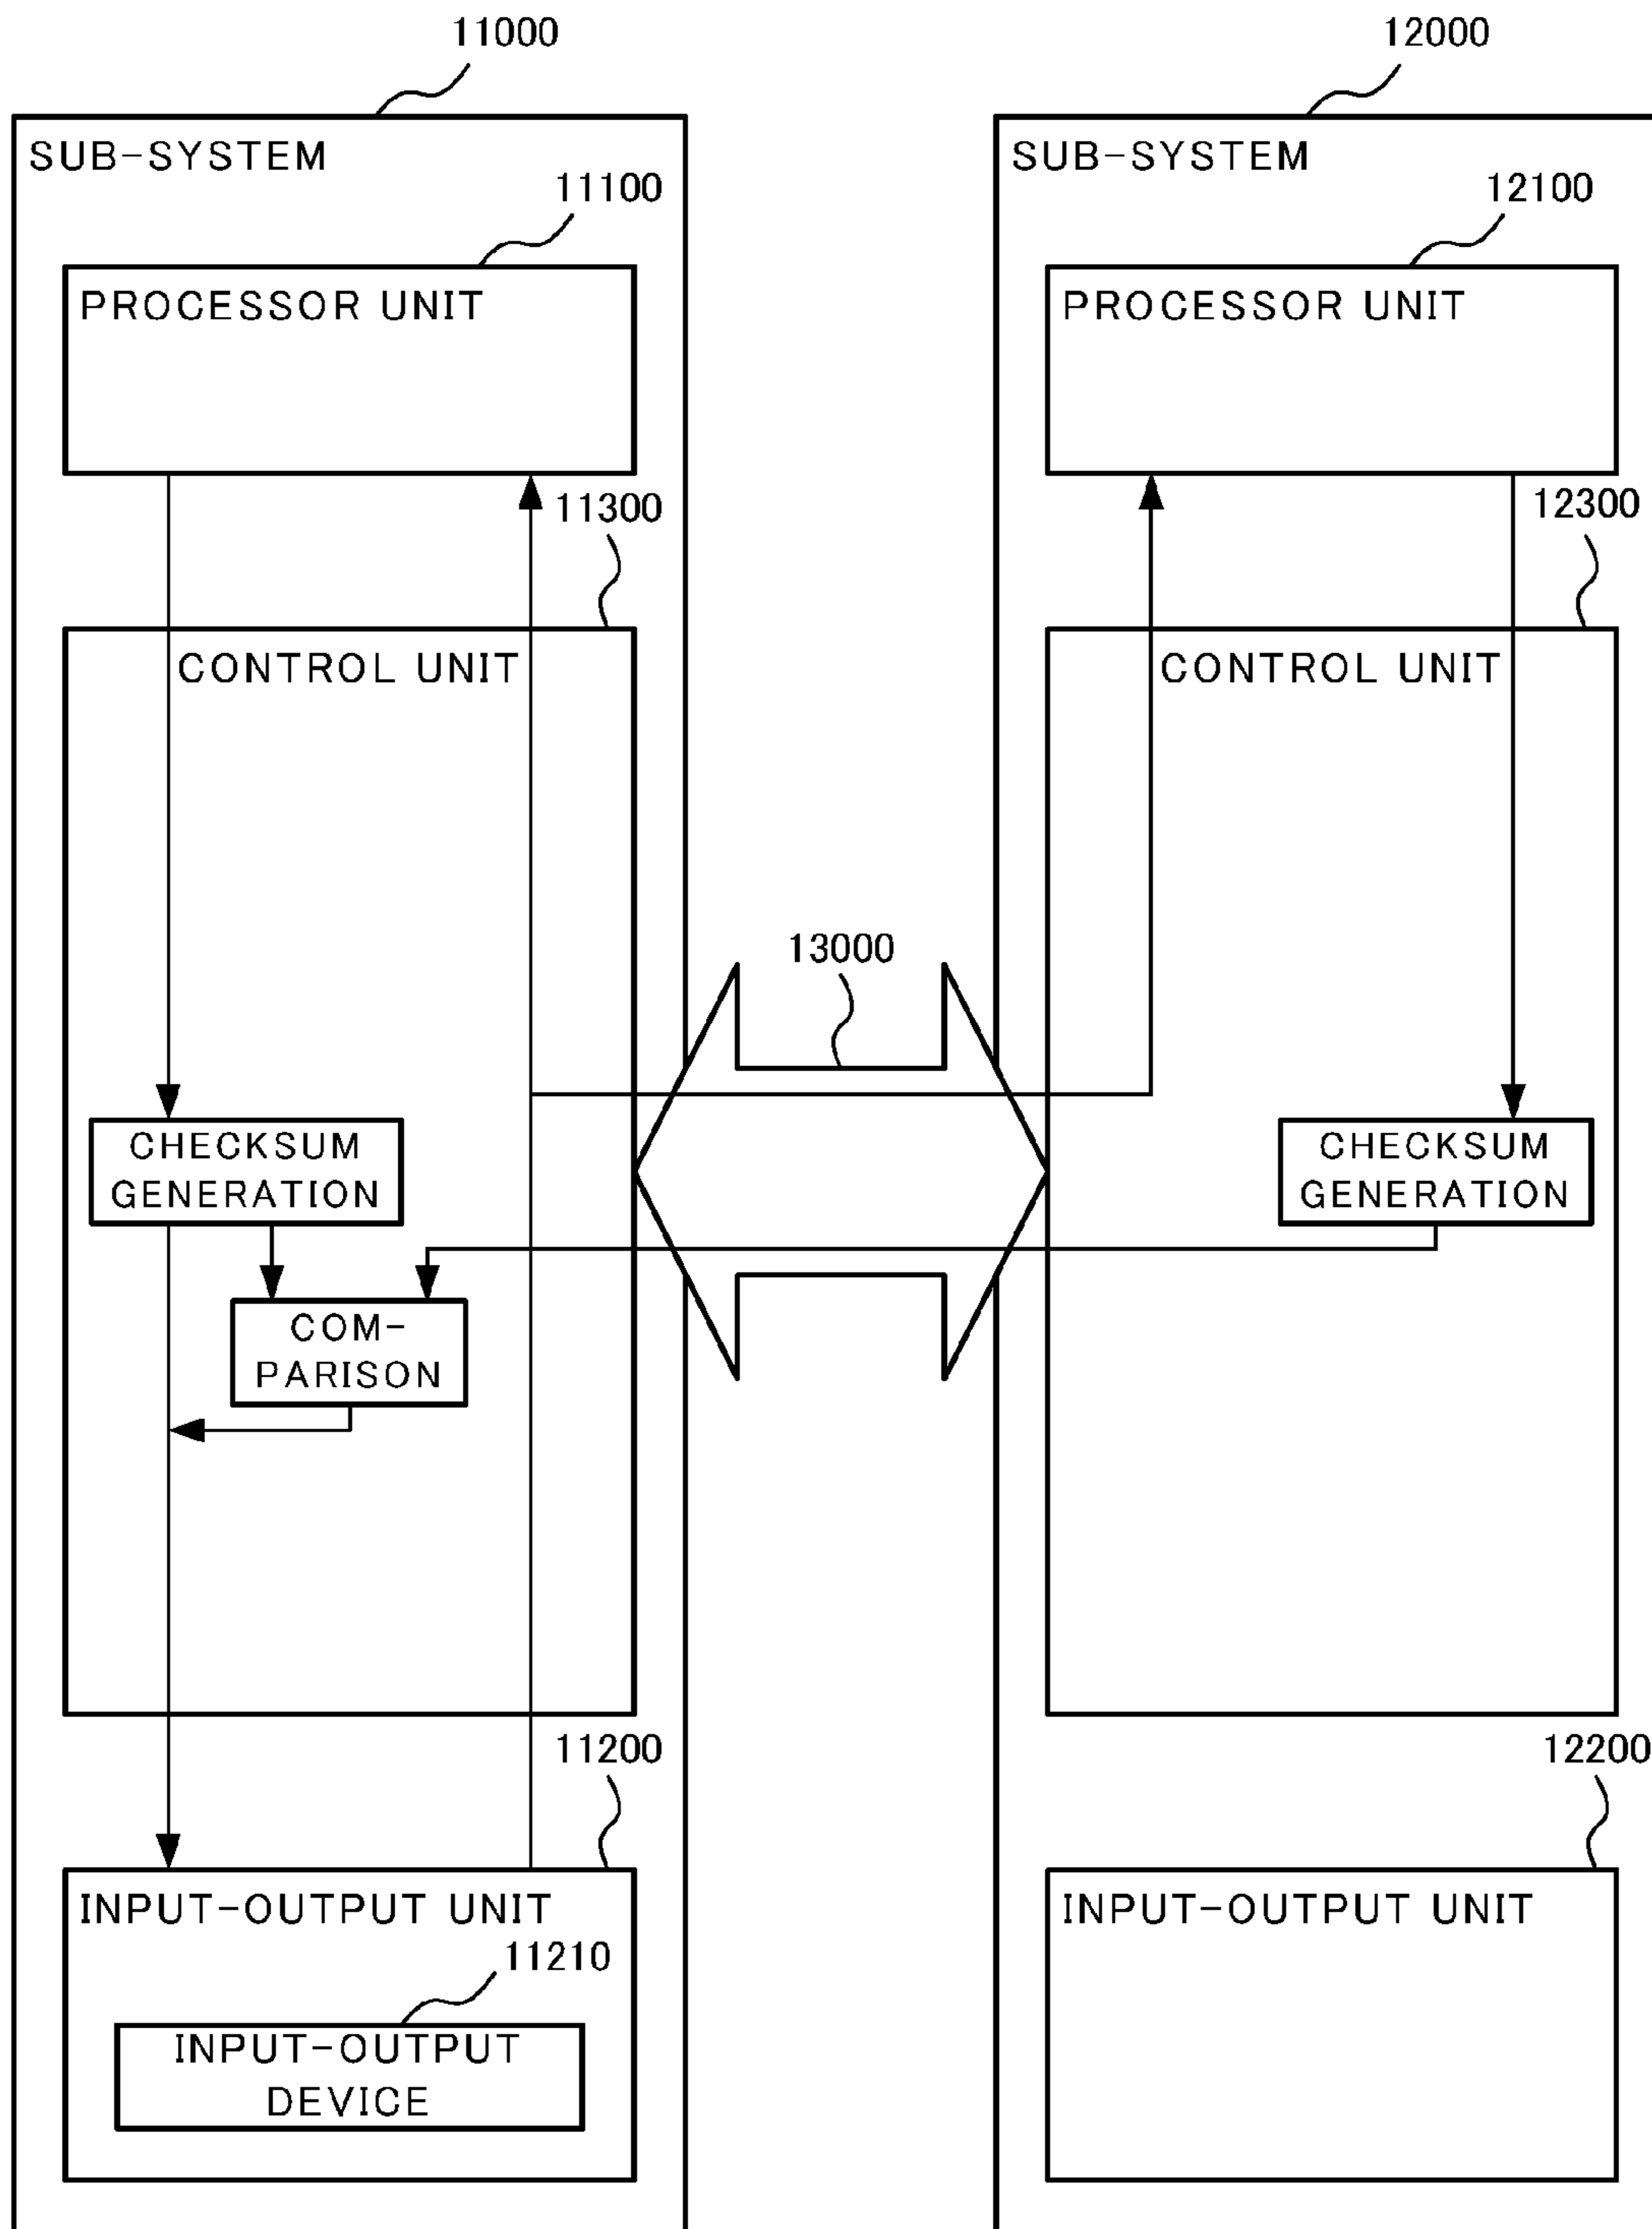 11000
12000
SUB-SYSTEM
SUB-SYSTEM
11100
12100
PROCESSOR UNIT
PROCESSOR UNIT
11300
12300
CONTROL UNIT
CONTROL UNIT
13000
CHECKSUM
GENERATION
CHECKSUM
GENERATION
COM-
PARISON
11200
12200
INPUT-OUTPUT UNIT
INPUT-OUTPUT UNIT
11210
INPUT-OUTPUT
DEVICE